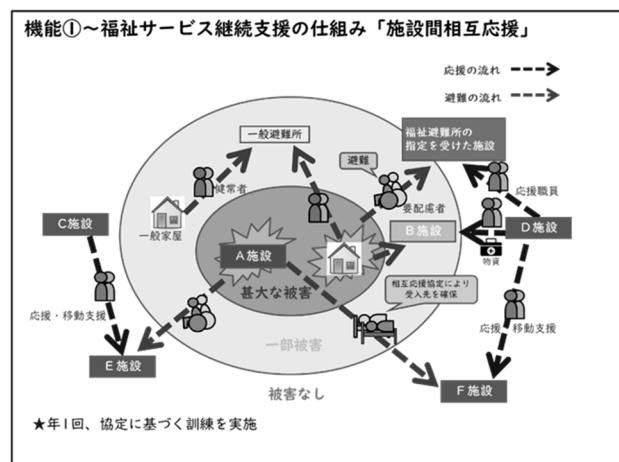 機能①~福祉サービス継続支援の仕組み「施設間相互応援」
応援の流れ
避難の流れ
一般避難所
福祉避難所の
指定を受けた施設
避難
健常者
要配慮者
応援職員
C施設
一般家屋
B施設
D施設
A施設
物資
甚大な被害
相互応援協定により
受入先を確保
応援・移動支援
応援・移動支援
一部被害
E施設
F施設
被害なし
★年1回、協定に基づく訓練を実施